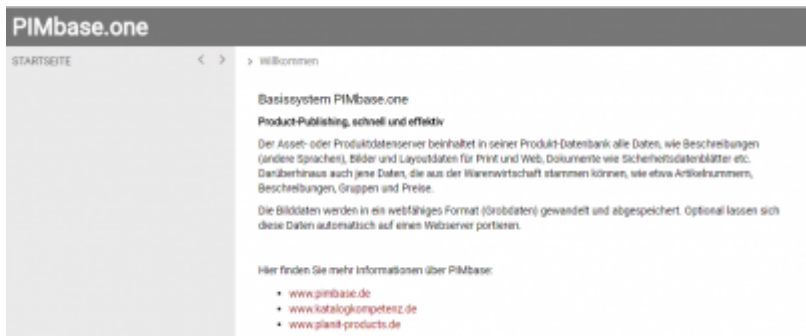 PIMbase.one
STARTSEITE < >
> Willkommen
Basissystem PIMbase.one
Product-Publishing, schnell und effektiv
Der Asset- oder Produktdatenserver beinhaltet in seiner Produkt-Datenbank alle Daten, wie Beschreibungen
(andere Sprachen), Bilder und Layoutdaten für Print und Web, Dokumente wie Sicherheitsdatenblätter etc.
Darüberhinaus auch jene Daten, die aus der Warenwirtschaft stammen können, wie etwa Artikelnummern,
Beschreibungen, Gruppen und Preise.
Die Bilddaten werden in ein webfähiges Format (Grobdaten) gewandelt und abgespeichert. Optional lassen sich
diese Daten automatisch auf einen Webserver portieren.
Hier finden Sie mehr Informationen über PIMbase:
• www.pimbase.de
• www.katalogkompetenz.de
• www.planit-products.de